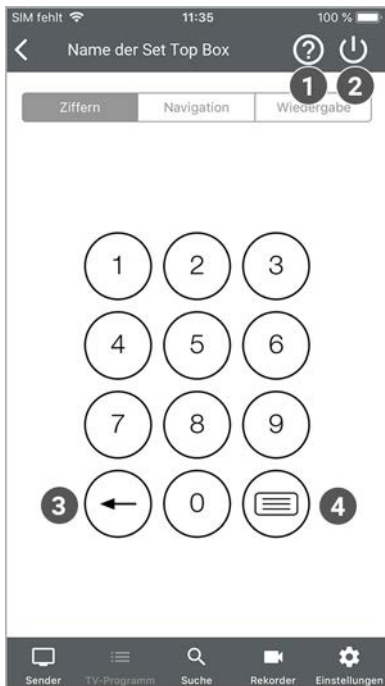 SIM fehlt 11:35 100 %
Name der Set Top Box ?
1 2
Ziffern Navigation Wiedergabe
1 2 3
4 5 6
7 8 9
3 0 4
Sender TV-Programm Suche Rekorder Einstellungen